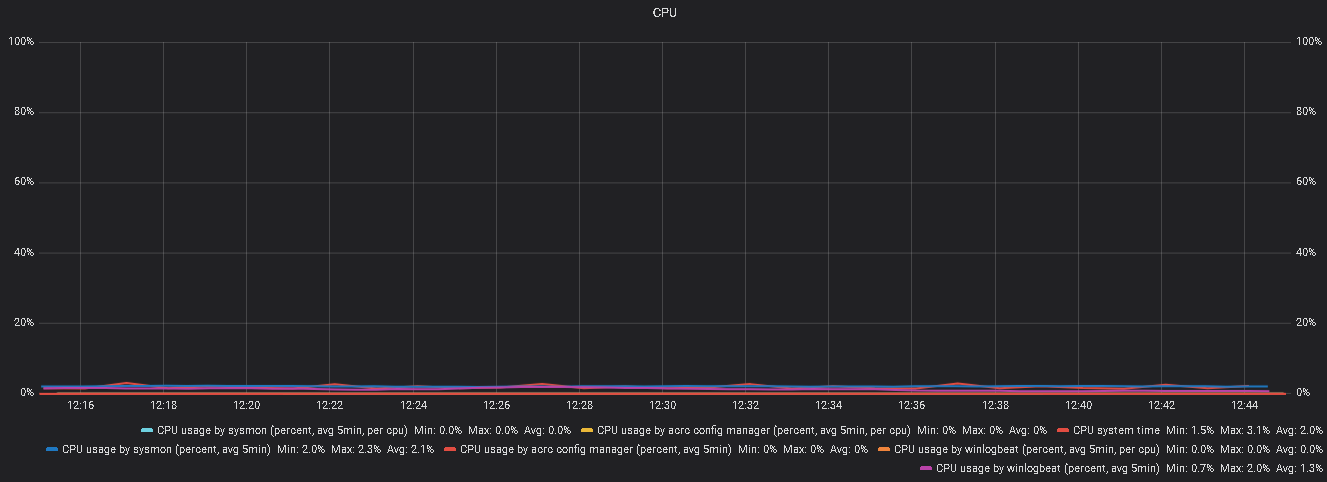 CPU
100% 100%
80% 80%
60% 60%
40% 40%
20% 20%
0% 0%
12:16 12:18 12:20 12:22 12:24 12:26 12:28 12:30 12:32 12:34 12:36 12:38 12:40 12:42 12:44
CPU usage by sysmon (percent, avg 5min, per cpu) Min: 0.0% Max: 0.0% Avg: 0.0% CPU usage by acrc config manager (percent, avg 5min, per cpu) Min: 0% Max: 0% Avg: 0% CPU system time Min: 1.5% Max: 3.1% Avg: 2.0%
CPU usage by sysmon (percent, avg 5min) Min: 2.0% Max: 2.3% Avg: 2.1% CPU usage by acrc config manager (percent, avg 5min) Min: 0% Max: 0% Avg: 0% CPU usage by winlogbeat (percent, avg 5min, per cpu) Min: 0.0% Max: 0.0% Avg: 0.0%
CPU usage by winlogbeat (percent, avg 5min) Min: 0.7% Max: 2.0% Avg: 1.3%